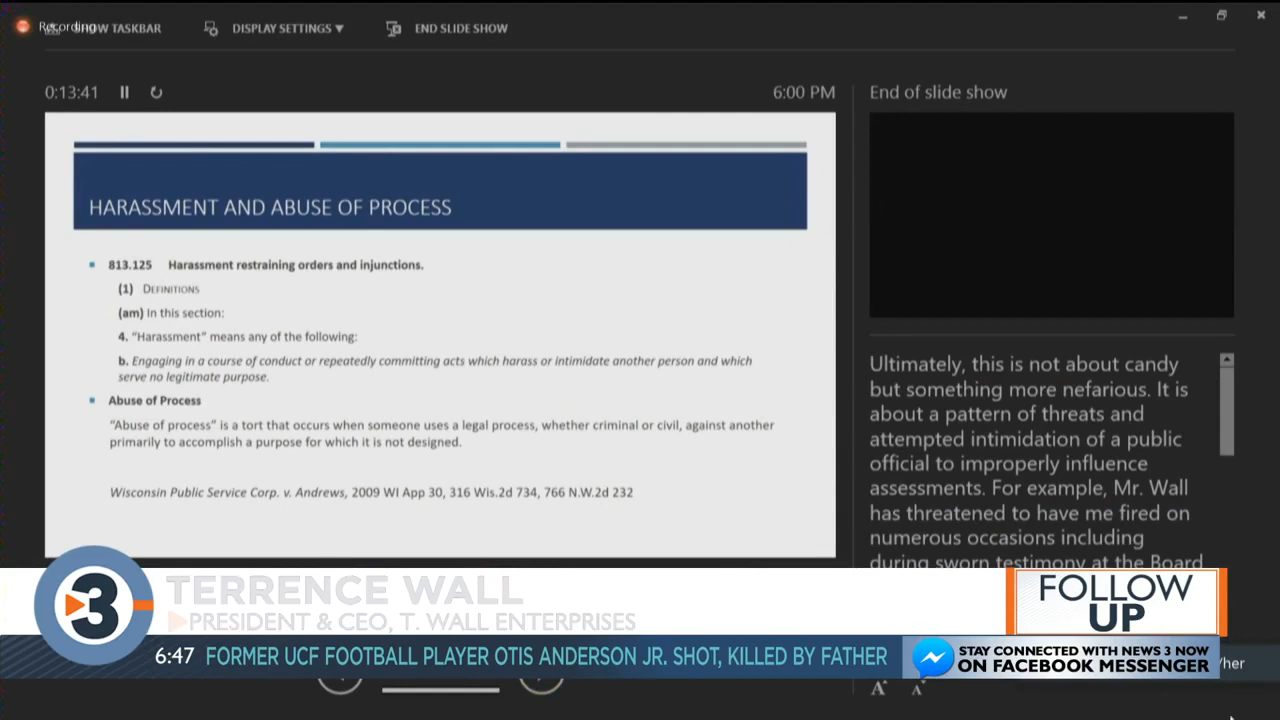 Recording
SHOW TASKBAR
DISPLAY SETTINGS ▼
END SLIDE SHOW
0:13:41
6:00 PM
End of slide show
HARASSMENT AND ABUSE OF PROCESS
813.125 Harassment restraining orders and injunctions.
(1) DEFINITIONS
(am) In this section:
4. “Harassment” means any of the following:
b. Engaging in a course of conduct or repeatedly committing acts which harass or intimidate another person and which
serve no legitimate purpose.
Abuse of Process
“Abuse of process” is a tort that occurs when someone uses a legal process, whether criminal or civil, against another
primarily to accomplish a purpose for which it is not designed.
Wisconsin Public Service Corp. v. Andrews, 2009 WI App 30, 316 Wis.2d 734, 766 N.W.2d 232
Ultimately, this is not about candy
but something more nefarious. It is
about a pattern of threats and
attempted intimidation of a public
official to improperly influence
assessments. For example, Mr. Wall
has threatened to have me fired on
numerous occasions including
during sworn testimony at the Board
3
TERRENCE WALL
PRESIDENT & CEO, T. WALL ENTERPRISES
FOLLOW
UP
6:47 FORMER UCF FOOTBALL PLAYER OTIS ANDERSON JR. SHOT, KILLED BY FATHER
STAY CONNECTED WITH NEWS 3 NOW
ON FACEBOOK MESSENGER
/her
A A